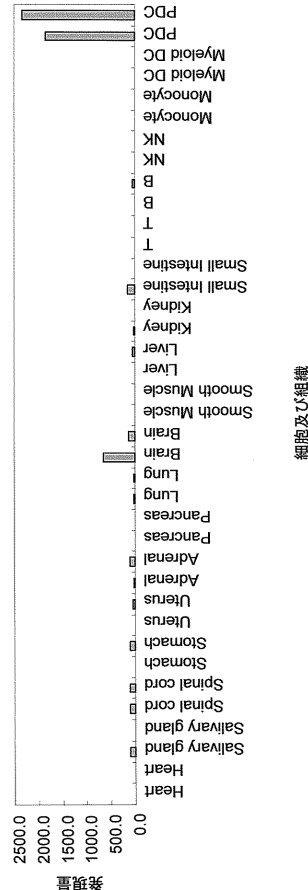 発現量
2500.0
2000.0
1500.0
1000.0
500.0
0.0
Heart
Heart
Salivary gland
Salivary gland
Spinal cord
Spinal cord
Stomach
Stomach
Uterus
Uterus
Adrenal
Adrenal
Pancreas
Pancreas
Lung
Lung
Brain
Brain
Smooth Muscle
Smooth Muscle
Liver
Liver
Kidney
Kidney
Small Intestine
Small Intestine
T
T
B
B
NK
NK
Monocyte
Monocyte
Myeloid DC
Myeloid DC
PDC
PDC
細胞及び組織